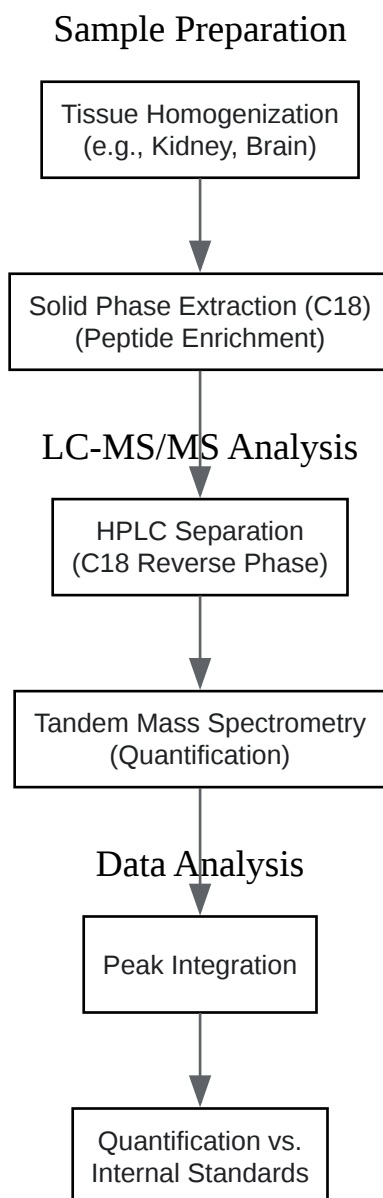 Sample Preparation
Tissue Homogenization
(e.g., Kidney, Brain)
Solid Phase Extraction (C18)
(Peptide Enrichment)
LC-MS/MS Analysis
HPLC Separation
(C18 Reverse Phase)
Tandem Mass Spectrometry
(Quantification)
Data Analysis
Peak Integration
Quantification vs.
Internal Standards